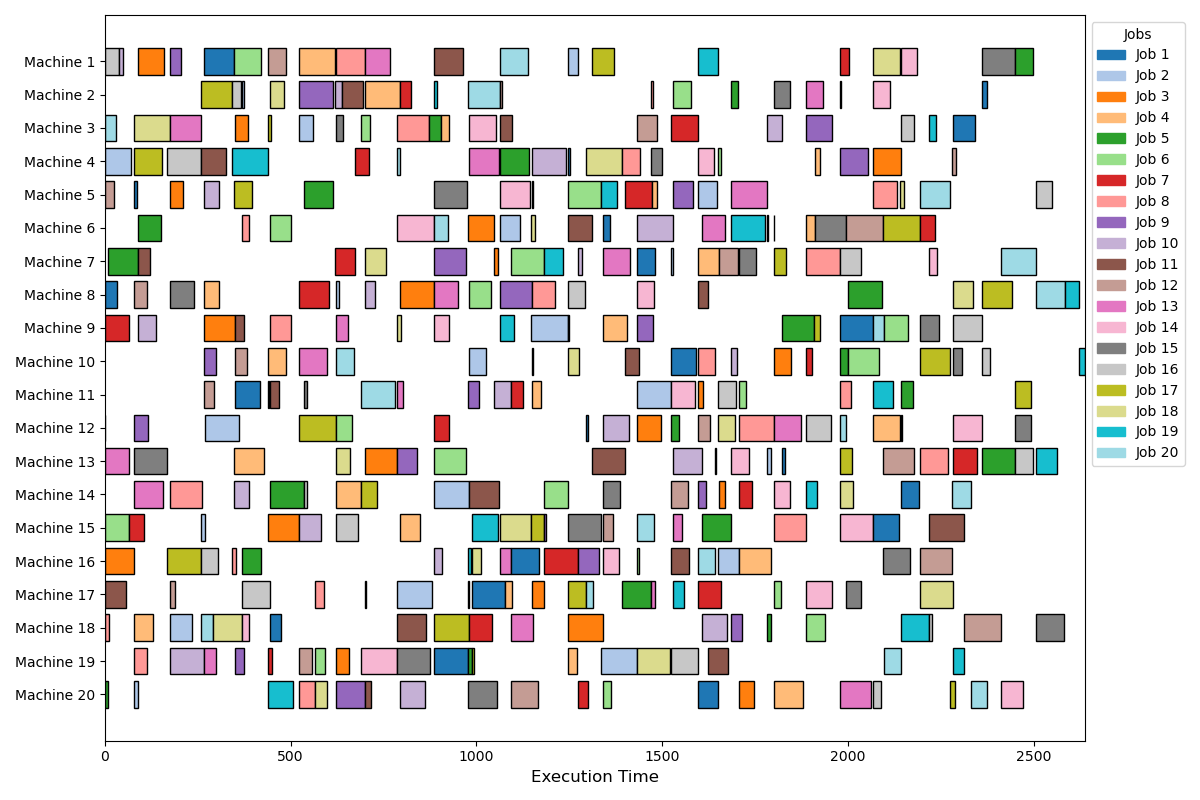 Machine 1
Machine 2
Machine 3
Machine 4
Machine 5
Machine 6
Machine 7
Machine 8
Machine 9
Machine 10
Machine 11
Machine 12
Machine 13
Machine 14
Machine 15
Machine 16
Machine 17
Machine 18
Machine 19
Machine 20
0 500 1000 1500 2000 2500
Execution Time
Jobs
Job 1
Job 2
Job 3
Job 4
Job 5
Job 6
Job 7
Job 8
Job 9
Job 10
Job 11
Job 12
Job 13
Job 14
Job 15
Job 16
Job 17
Job 18
Job 19
Job 20